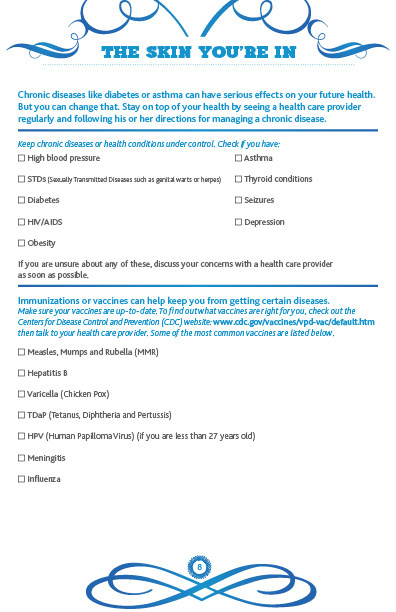 THE SKIN YOU'RE IN
Chronic diseases like diabetes or asthma can have serious effects on your future health.
But you can change that. Stay on top of your health by seeing a health care provider
regularly and following his or her directions for managing a chronic disease.
Keep chronic diseases or health conditions under control. Check if you have:
☐ High blood pressure
☐ Asthma
☐ STDs (Sexually Transmitted Diseases such as genital warts or herpes)
☐ Thyroid conditions
☐ Diabetes
☐ Seizures
☐ HIV/AIDS
☐ Depression
☐ Obesity
If you are unsure about any of these, discuss your concerns with a health care provider
as soon as possible.
Immunizations or vaccines can help keep you from getting certain diseases.
Make sure your vaccines are up-to-date. To find out what vaccines are right for you, check out the
Centers for Disease Control and Prevention (CDC) website: www.cdc.gov/vaccines/vpd-vac/default.htm
then talk to your health care provider. Some of the most common vaccines are listed below.
☐ Measles, Mumps and Rubella (MMR)
☐ Hepatitis B
☐ Varicella (Chicken Pox)
☐ TDaP (Tetanus, Diphtheria and Pertussis)
☐ HPV (Human Papilloma Virus) (if you are less than 27 years old)
☐ Meningitis
☐ Influenza
8